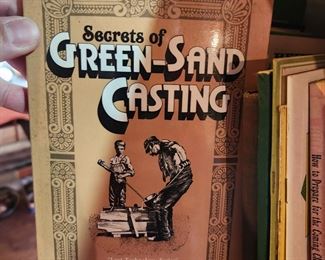 Secrets of
GREEN-SAND
CASTING
How to Prepare for the Coming